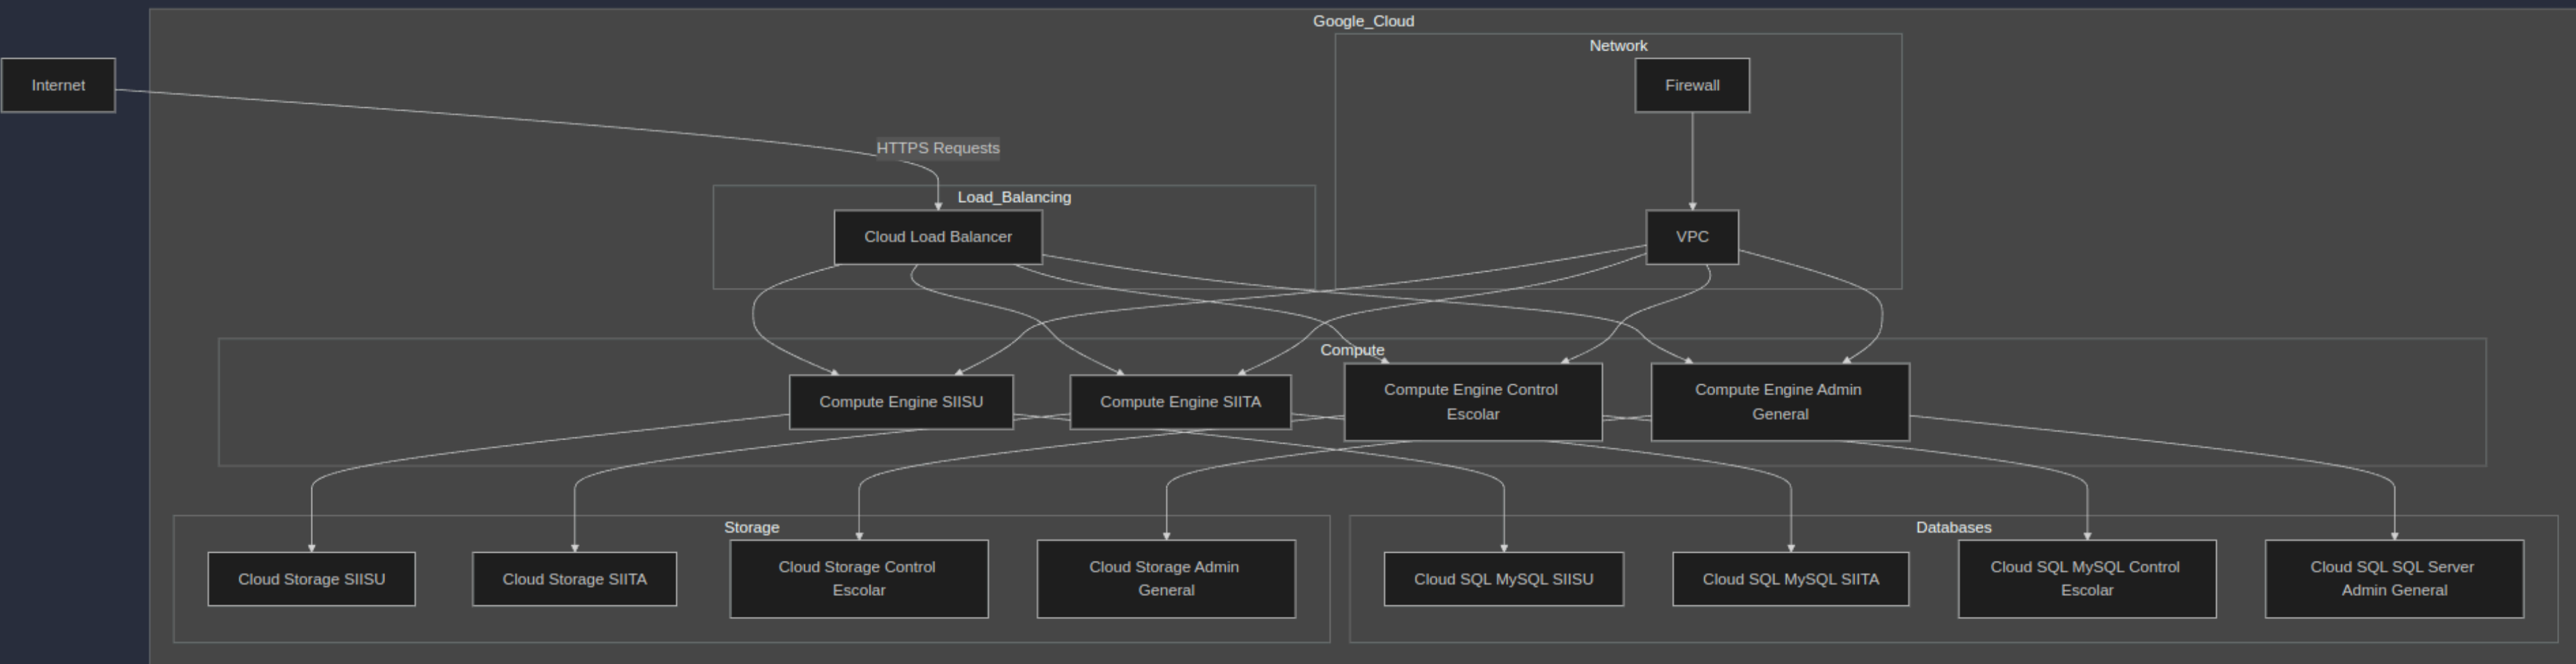 Google_Cloud
Network
Internet
Firewall
HTTPS Requests
Load_Balancing
Cloud Load Balancer
VPC
Compute
Compute Engine SIISU
Compute Engine SIITA
Compute Engine Control
Escolar
Compute Engine Admin
General
Storage
Databases
Cloud Storage SIISU
Cloud Storage SIITA
Cloud Storage Control
Escolar
Cloud Storage Admin
General
Cloud SQL MySQL SIISU
Cloud SQL MySQL SIITA
Cloud SQL MySQL Control
Escolar
Cloud SQL SQL Server
Admin General